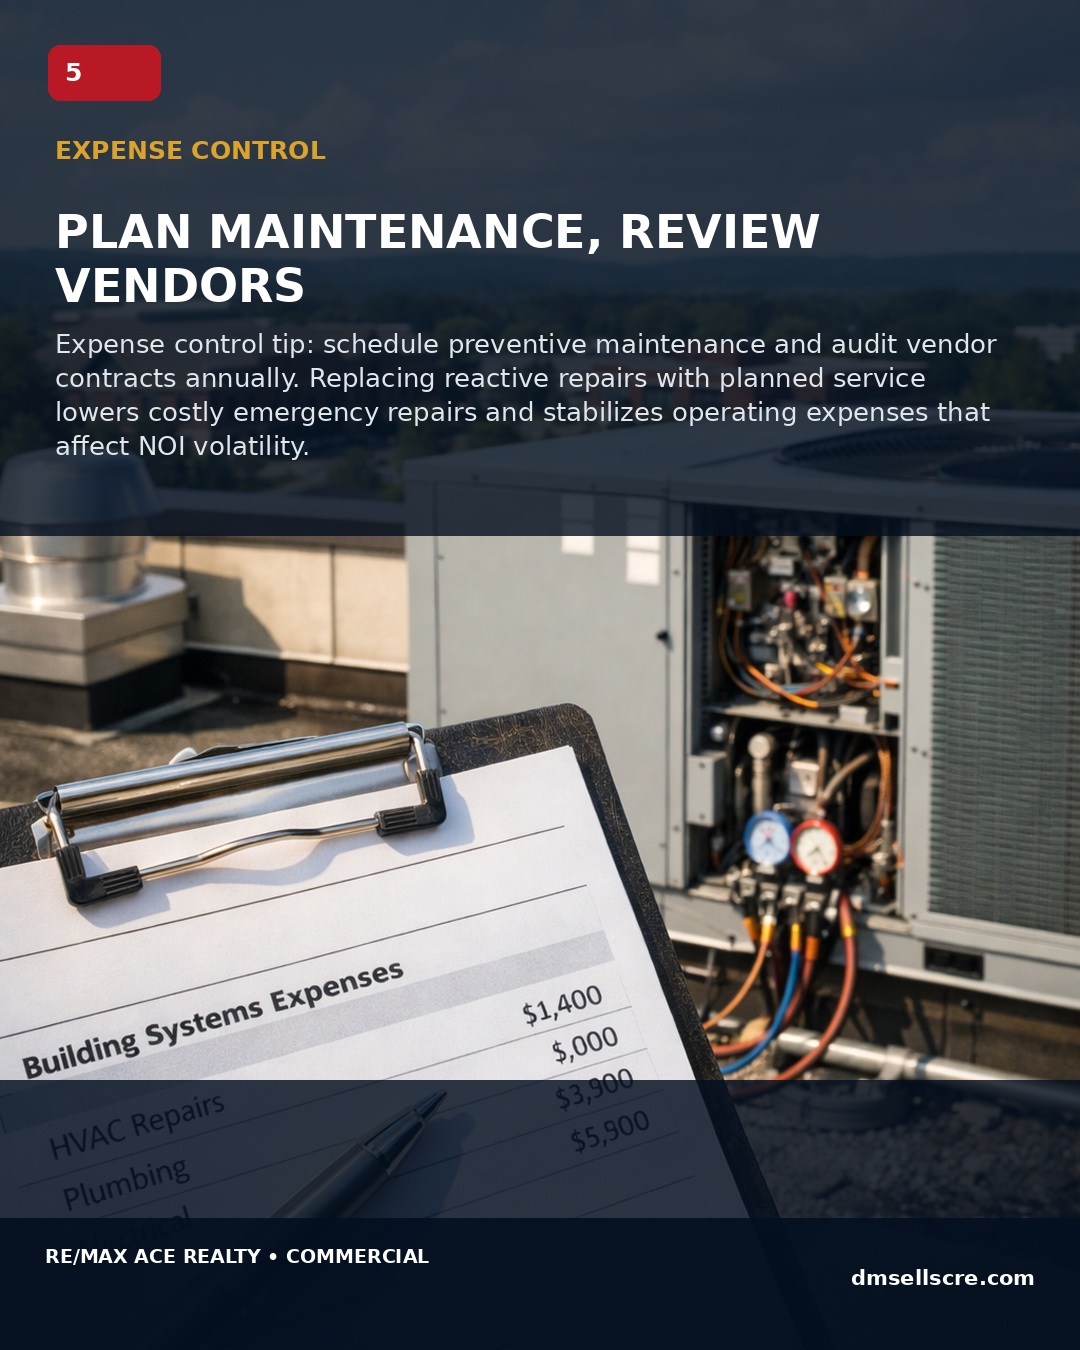 5
EXPENSE CONTROL
PLAN MAINTENANCE, REVIEW
VENDORS
Expense control tip: schedule preventive maintenance and audit vendor
contracts annually. Replacing reactive repairs with planned service
lowers costly emergency repairs and stabilizes operating expenses that
affect NOI volatility.
Building Systems Expenses
$1,400
$,000
HVAC Repairs $3,900
Plumbing $5,900
Electrical
RE/MAX ACE REALTY • COMMERCIAL
dmsellscre.com